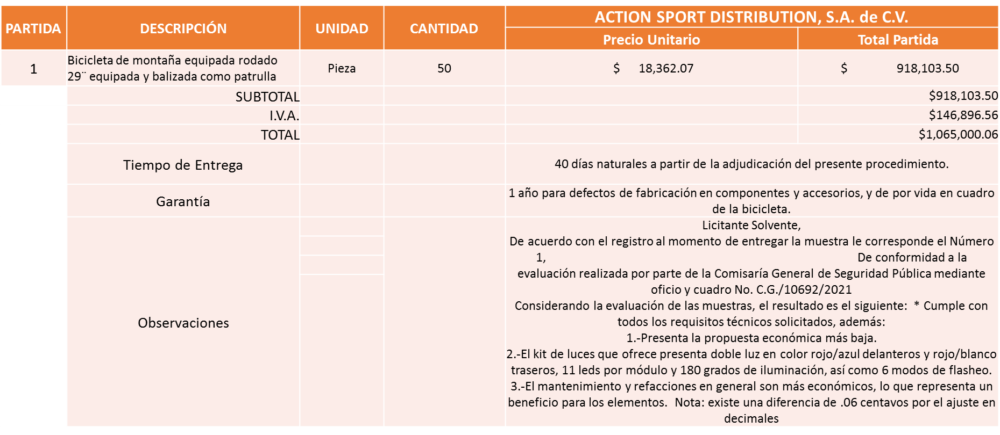 PARTIDA DESCRIPCIÓN UNIDAD CANTIDAD ACTION SPORT DISTRIBUTION, S.A. de C.V.
Precio Unitario Total Partida
1 Bicicleta de montaña equipada rodado
29¨ equipada y balizada como patrulla Pieza 50 $ 18,362.07 $ 918,103.50
SUBTOTAL $918,103.50
I.V.A. $146,896.56
TOTAL $1,065,000.06
Tiempo de Entrega 40 días naturales a partir de la adjudicación del presente procedimiento.
Garantía 1 año para defectos de fabricación en componentes y accesorios, y de por vida en cuadro
de la bicicleta.
Observaciones
Licitante Solvente,
De acuerdo con el registro al momento de entregar la muestra le corresponde el Número
1, De conformidad a la
evaluación realizada por parte de la Comisaría General de Seguridad Pública mediante
oficio y cuadro No. C.G./10692/2021
Considerando la evaluación de las muestras, el resultado es el siguiente: * Cumple con
todos los requisitos técnicos solicitados, además:
1.-Presenta la propuesta económica más baja.
2.-El kit de luces que ofrece presenta doble luz en color rojo/azul delanteros y rojo/blanco
traseros, 11 leds por módulo y 180 grados de iluminación, así como 6 modos de flasheo.
3.-El mantenimiento y refacciones en general son más económicos, lo que representa un
beneficio para los elementos. Nota: existe una diferencia de .06 centavos por el ajuste en
decimales